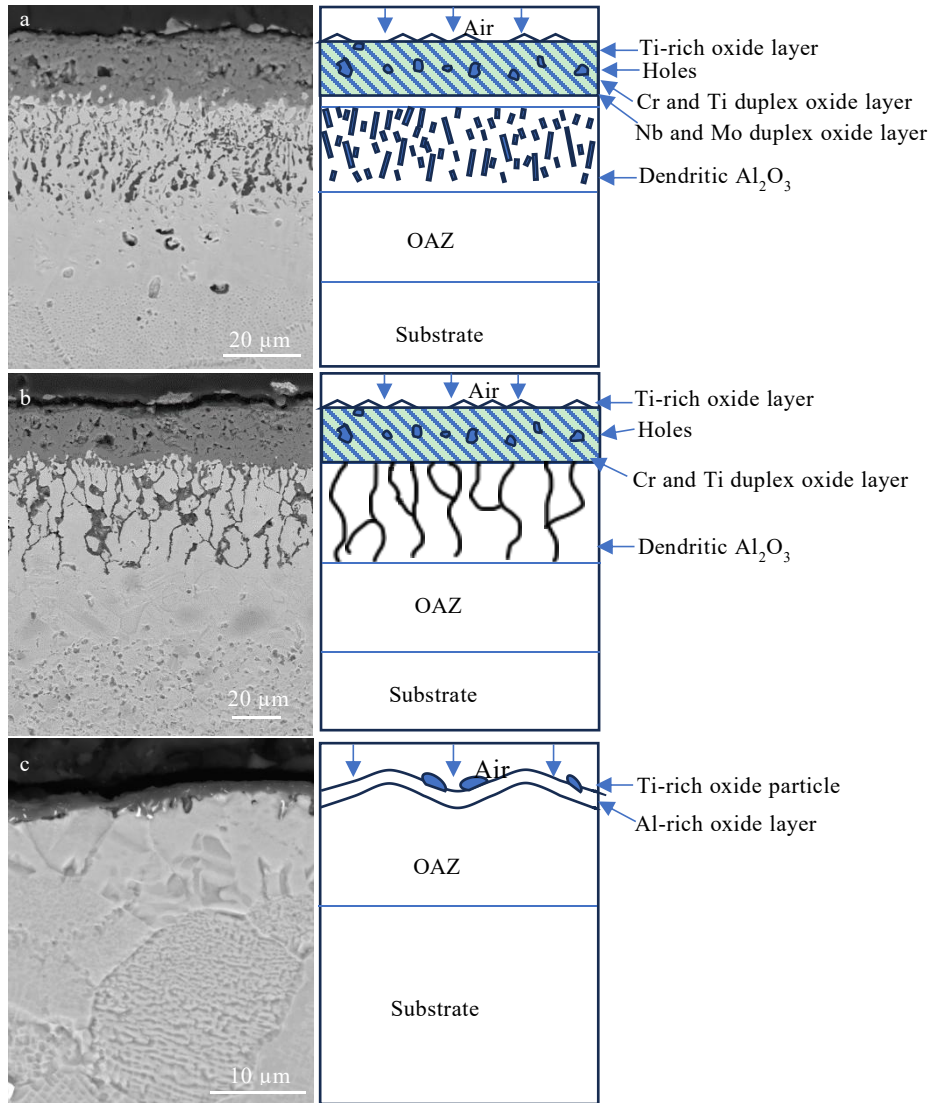 a
Air
Ti-rich oxide layer
Holes
Cr and Ti duplex oxide layer
Nb and Mo duplex oxide layer
Dendritic Al₂O₃
OAZ
Substrate
20 µm
b
Air
Ti-rich oxide layer
Holes
Cr and Ti duplex oxide layer
Dendritic Al₂O₃
OAZ
Substrate
20 µm
c
Air
Ti-rich oxide particle
Al-rich oxide layer
OAZ
Substrate
10 µm